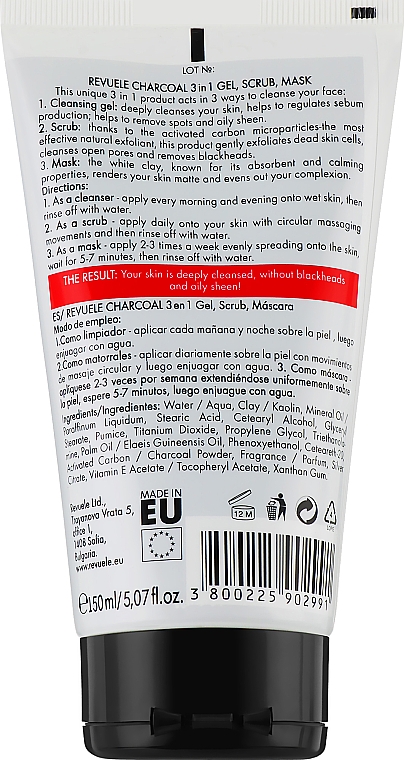 LOT №:
REVUELE CHARCOAL 3 in 1 GEL, SCRUB, MASK
This unique 3 in 1 product acts in 3 ways to cleanse your face:
1. Cleansing gel: deeply cleanses your skin, helps to regulates sebum
production; helps to remove spots and oily sheen.
2. Scrub: thanks to the activated carbon microparticles-the most
effective natural exfoliant, this product gently exfoliates dead skin cells,
cleanses open pores and removes blackheads.
3. Mask: the white clay, known for its absorbent and calming
properties, renders your skin matte and evens out your complexion.
Directions:
1. As a cleanser - apply every morning and evening onto wet skin, then
rinse off with water.
2. As a scrub - apply daily onto your skin with circular massaging
movements and then rinse off with water.
3. As a mask - apply 2-3 times a week evenly spreading onto the skin,
wait for 5-7 minutes, then rinse off with water.
THE RESULT: Your skin is deeply cleansed, without blackheads
and oily sheen!
ES/ REVUELE CHARCOAL 3 en 1 Gel, Scrub, Máscara
Modo de empleo:
1.Como limpiador - aplicar cada mañana y noche sobre la piel , luego
enjuagar con agua.
2.Como matorrales - aplicar diariamente sobre la piel con movimientos
de masaje circular y luego enjuagar con agua. 3. Como máscara -
aplíquese 2-3 veces por semana extendiéndose uniformemente sobre
la piel, espere 5-7 minutos, luego enjuague con agua.
Ingredients/Ingredientes: Water / Aqua, Clay / Kaolin, Mineral Oil /
Paraffinum Liquidum, Stearic Acid, Cetearyl Alcohol, Glyceryl
Stearate, Pumice, Titanium Dioxide, Propylene Glycol, Triethanola-
mine, Palm Oil / Elaeis Guineensis Oil, Phenoxyethanol, Ceteareth-20,
Activated Carbon / Charcoal Powder, Fragrance / Parfum, Silver
Citrate, Vitamin E Acetate / Tocopheryl Acetate, Xanthan Gum.
Revuele Ltd.,
Troyanova Vrata 5,
office 1,
1408 Sofia,
Bulgaria.
www.revuele.eu
MADE IN
EU
12 M
e 150 ml/5,07 fl.oz.
3 800225 902991